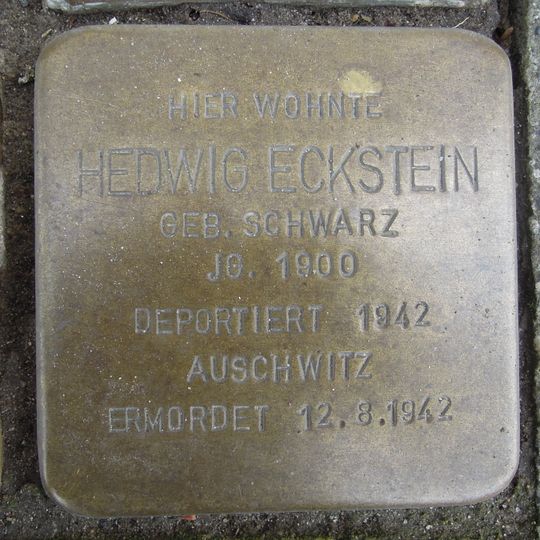 HIER WOHNTE
HEDWIG ECKSTEIN
GEB. SCHWARZ
JG. 1900
DEPORTIERT 1942
AUSCHWITZ
ERMORDET 12.8.1942